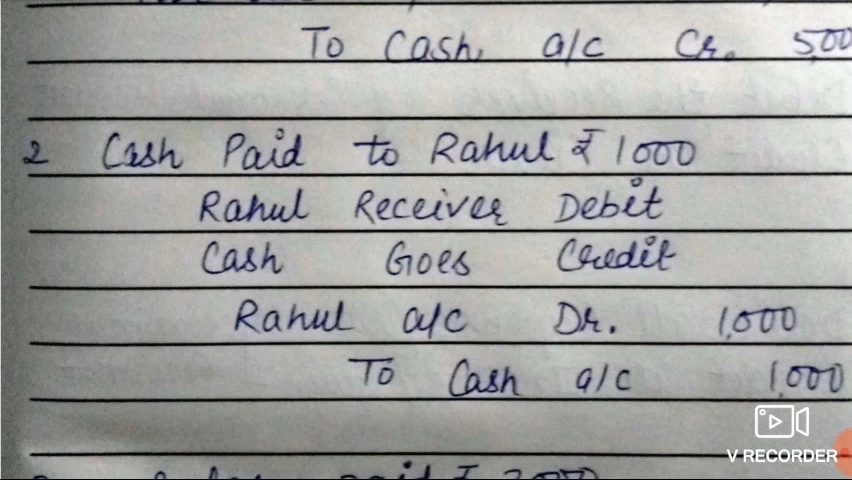 To Cash, a/c Cr. 500
2 Cash Paid to Rahul ₹ 1000
Rahul Receiver Debit
Cash Goes Credit
Rahul a/c Dr. 1,000
To Cash a/c 1,000
V RECORDER
paid ₹